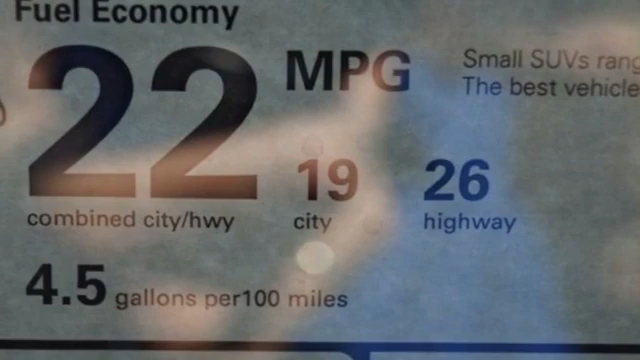 Fuel Economy
22 MPG
Small SUVs rang
The best vehicle
19 26
combined city/hwy city highway
4.5 gallons per100 miles